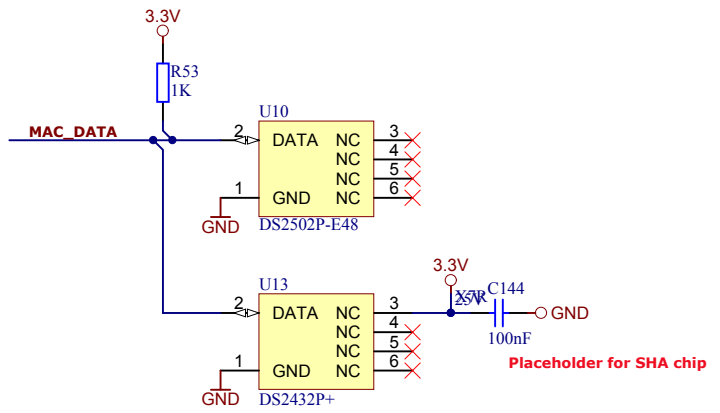 3.3V
R53
1K
MAC_DATA
U10
2 DATA NC 3
NC 4
NC 5
1 GND NC 6
GND
DS2502P-E48
3.3V
U13
X7R
25V
C144
2 DATA NC 3
GND
NC 4
100nF
NC 5
1 GND NC 6
Placeholder for SHA chip
GND
DS2432P+